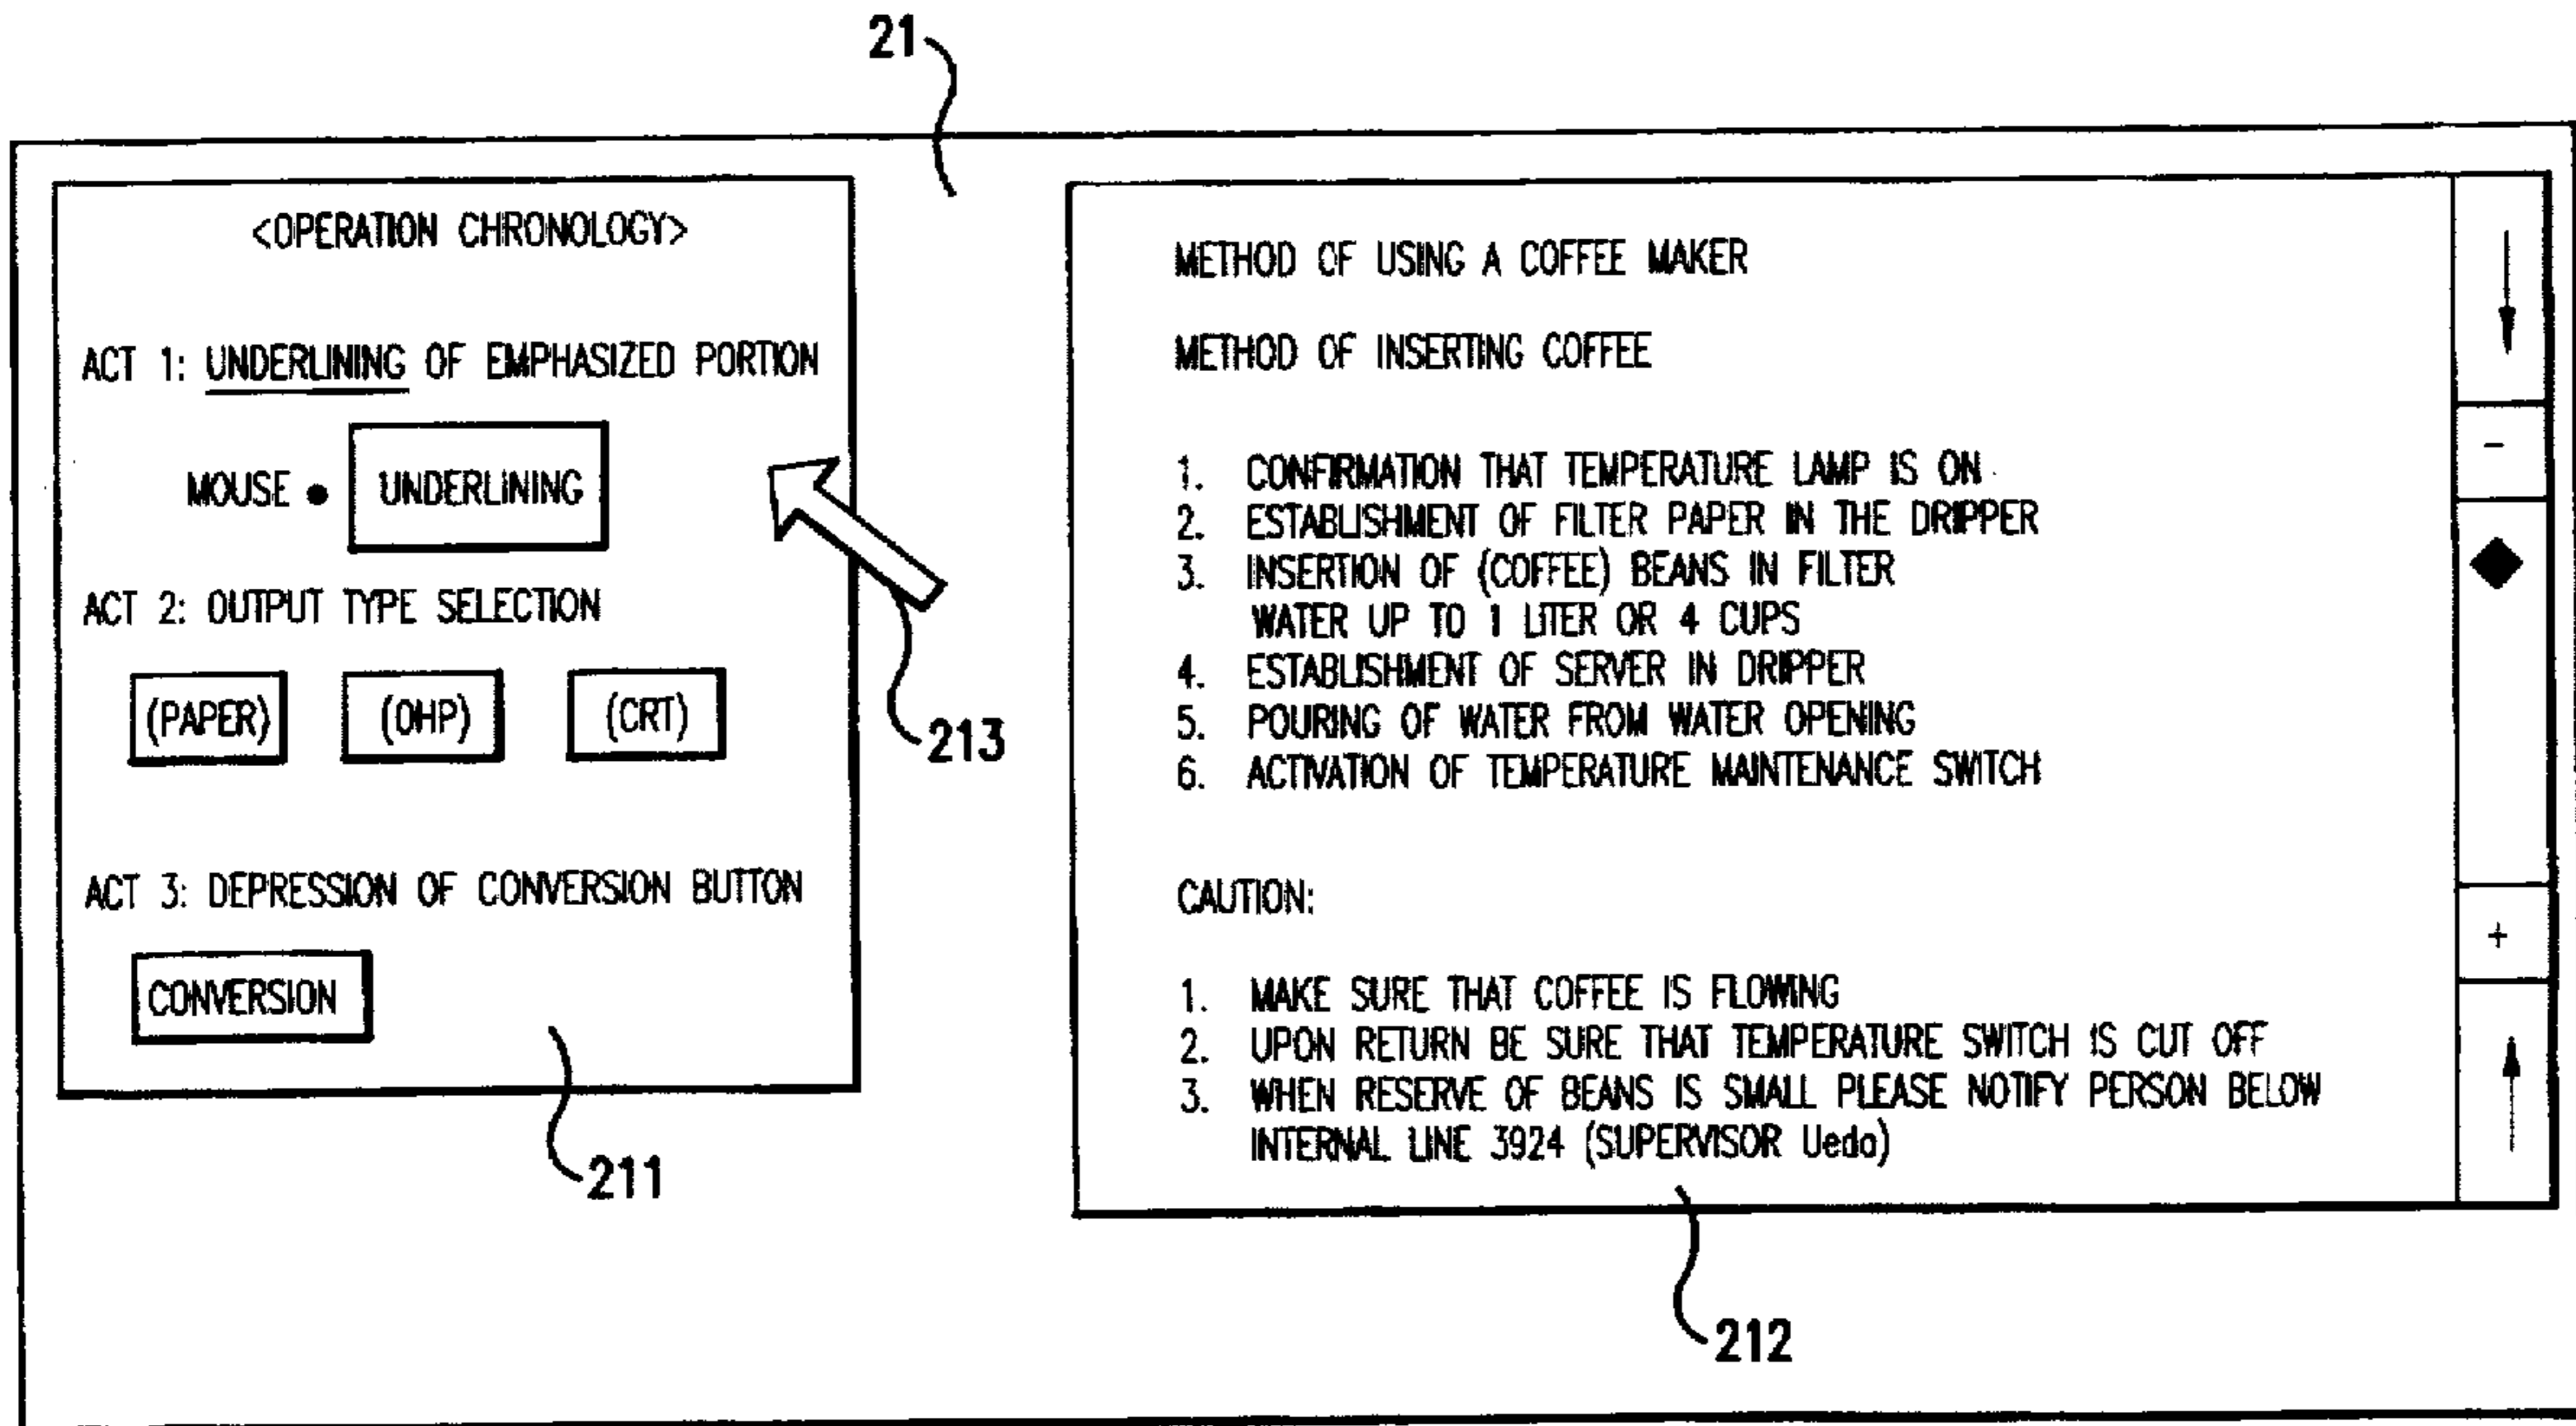 21
<OPERATION CHRONOLOGY>
ACT 1: UNDERLINING OF EMPHASIZED PORTION
MOUSE • UNDERLINING
ACT 2: OUTPUT TYPE SELECTION
(PAPER) (OHP) (CRT)
ACT 3: DEPRESSION OF CONVERSION BUTTON
CONVERSION
213
211
METHOD OF USING A COFFEE MAKER
METHOD OF INSERTING COFFEE
1. CONFIRMATION THAT TEMPERATURE LAMP IS ON
2. ESTABLISHMENT OF FILTER PAPER IN THE DRIPPER
3. INSERTION OF (COFFEE) BEANS IN FILTER
WATER UP TO 1 LITER OR 4 CUPS
4. ESTABLISHMENT OF SERVER IN DRIPPER
5. POURING OF WATER FROM WATER OPENING
6. ACTIVATION OF TEMPERATURE MAINTENANCE SWITCH
CAUTION:
1. MAKE SURE THAT COFFEE IS FLOWING
2. UPON RETURN BE SURE THAT TEMPERATURE SWITCH IS CUT OFF
3. WHEN RESERVE OF BEANS IS SMALL PLEASE NOTIFY PERSON BELOW
INTERNAL LINE 3924 (SUPERVISOR Uedo)
-
+
212